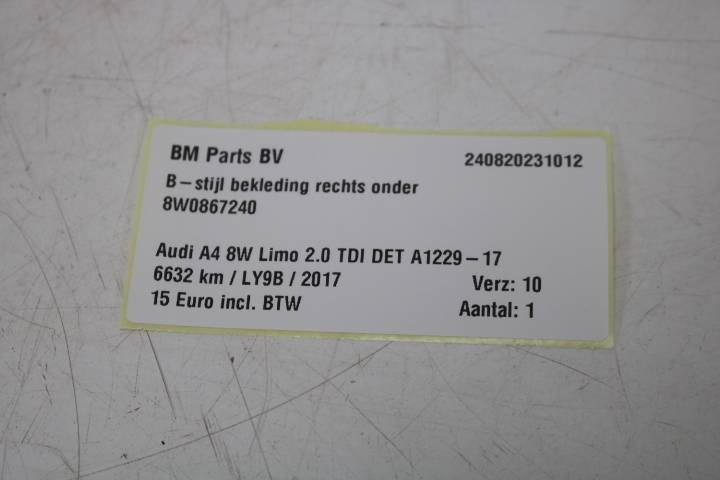 BM Parts BV 240820231012
B-stijl bekleding rechts onder
8W0867240
Audi A4 8W Limo 2.0 TDI DET A1229-17
6632 km / LY9B / 2017 Verz: 10
15 Euro incl. BTW Aantal: 1